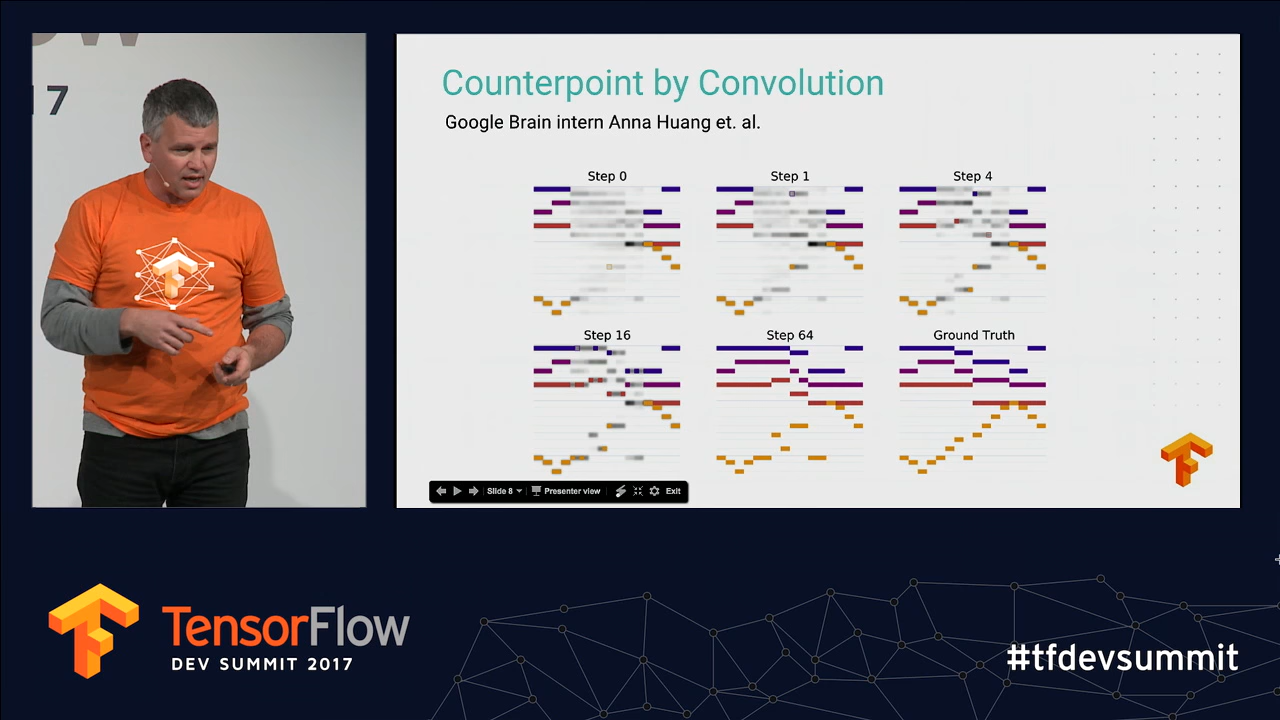 17
Counterpoint by Convolution
Google Brain intern Anna Huang et. al.
Step 0
Step 1
Step 4
Step 16
Step 64
Ground Truth
Slide 8
Presenter view
Exit
TensorFlow
DEV SUMMIT 2017
#tfdevsummit